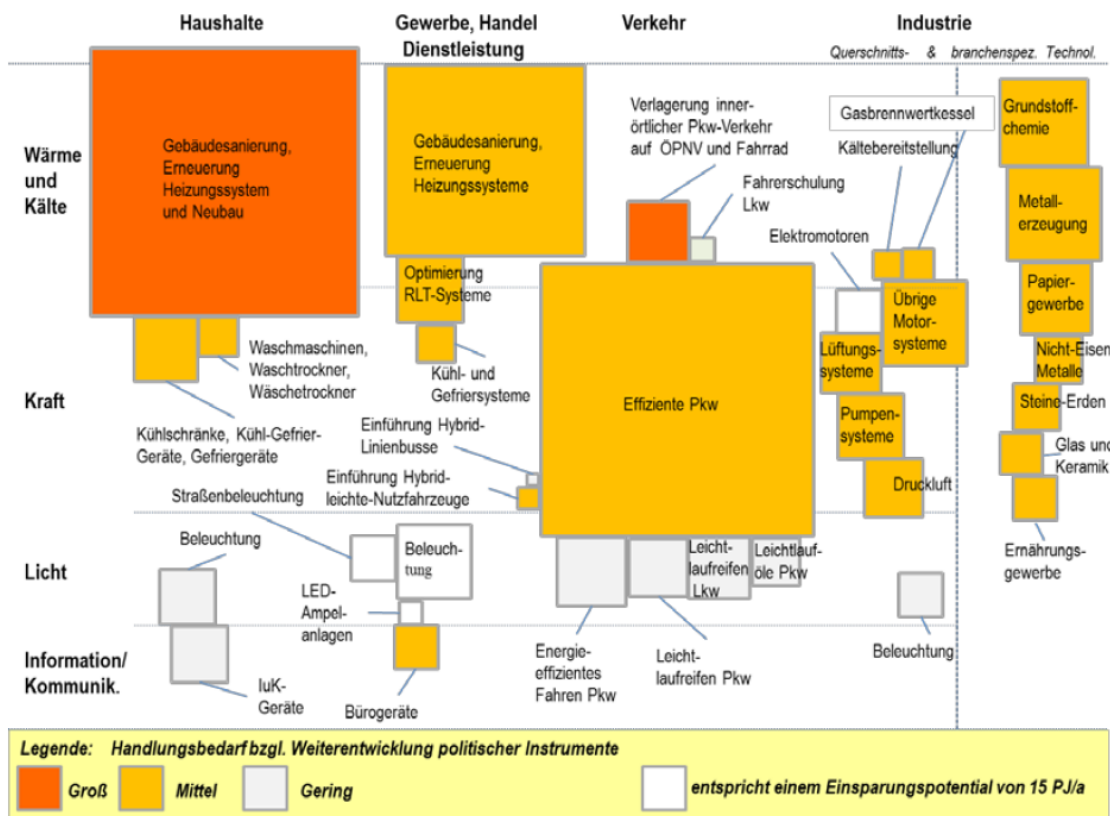 Haushalte
Gewerbe, Handel
Dienstleistung
Verkehr
Industrie
Querschnitts- & branchenspez. Technol.
Wärme
und
Kälte
Gebäudesanierung,
Erneuerung
Heizungssystem
und Neubau
Gebäudesanierung,
Erneuerung
Heizungssysteme
Verlagerung inner-
örtlicher Pkw-Verkehr
auf ÖPNV und Fahrrad
Fahrerschulung
Lkw
Gasbrennwertkessel
Kältebereitstellung
Elektromotoren
Grundstoff-
chemie
Metall-
erzeugung
Optimierung
RLT-Systeme
Übrige
Motor-
systeme
Papier-
gewerbe
Kraft
Waschmaschinen,
Waschtrockner,
Wäschetrockner
Kühlschränke, Kühl-Gefrier-
Geräte, Gefriergeräte
Kühl- und
Gefriersysteme
Einführung Hybrid-
Linienbusse
Einführung Hybrid-
leichte-Nutzfahrzeuge
Effiziente Pkw
Lüftungs-
systeme
Pumpen-
systeme
Druckluft
Nicht-Eisen
Metalle
Steine-Erden
Glas und
Keramik
Ernährungs-
gewerbe
Straßenbeleuchtung
Licht
Beleuchtung
Beleuch-
tung
LED-
Ampel-
anlagen
Leicht-
laufreifen
Lkw
Leichtlauf-
öle Pkw
Energie-
effizientes
Fahren Pkw
Leicht-
laufreifen Pkw
Beleuchtung
Information/
Kommunik.
IuK-
Geräte
Bürogeräte
Legende: Handlungsbedarf bzgl. Weiterentwicklung politischer Instrumente
Groß
Mittel
Gering
entspricht einem Einsparungspotential von 15 PJ/a